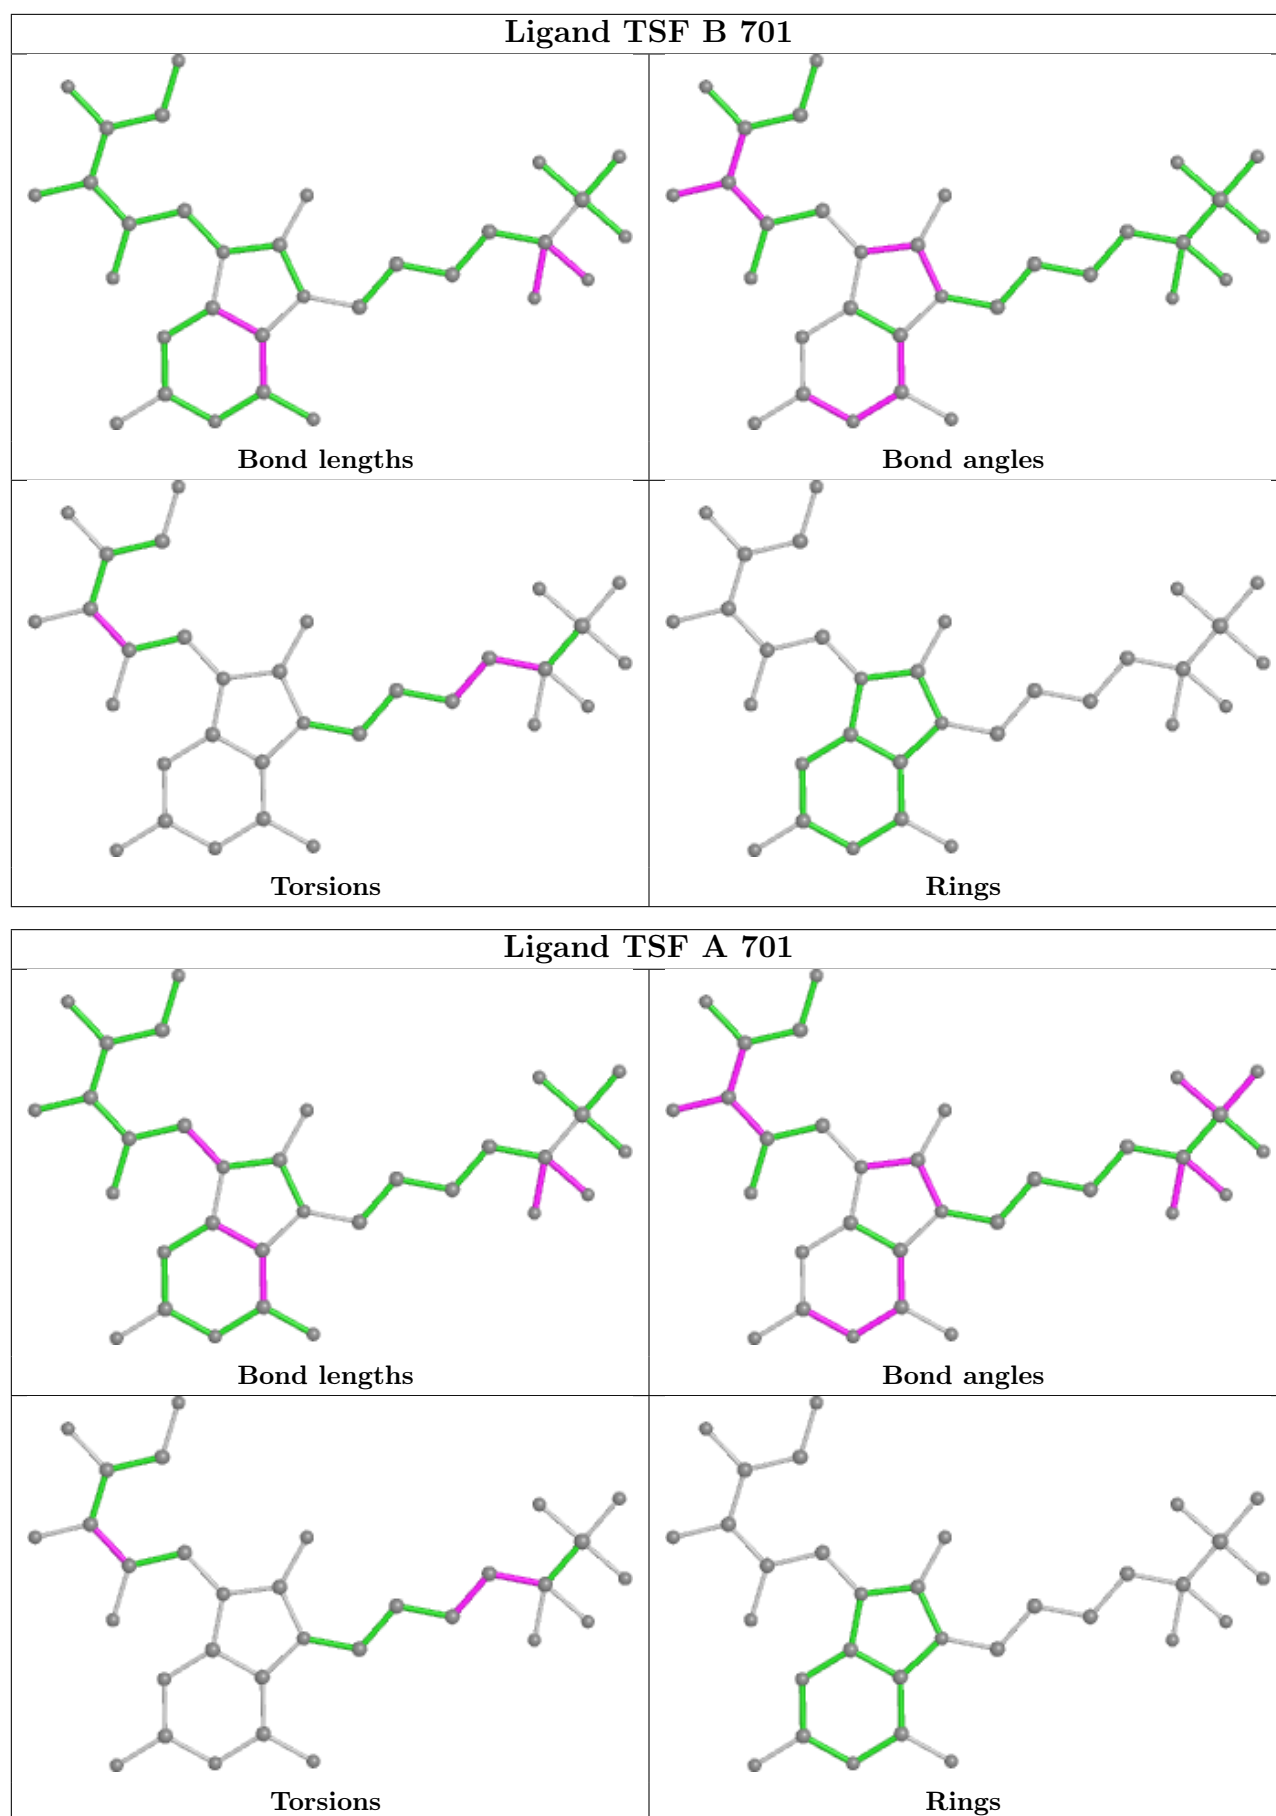 Ligand TSF B 701
Bond lengths
Bond angles
Torsions
Rings
Ligand TSF A 701
Bond lengths
Bond angles
Torsions
Rings